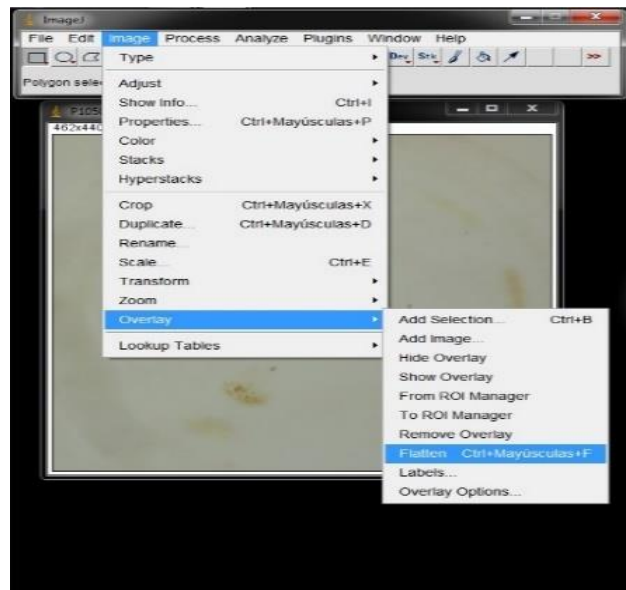 ImageJ
File Edit Image Process Analyze Plugins Window Help
Dev Stk >>
Polygon sele
P105
462x440
Type
Adjust
Show Info... Ctrl+I
Properties... Ctrl+Mayúsculas+P
Color
Stacks
Hyperstacks
Crop Ctrl+Mayúsculas+X
Duplicate... Ctrl+Mayúsculas+D
Rename...
Scale... Ctrl+E
Transform
Zoom
Overlay
Lookup Tables
Add Selection... Ctrl+B
Add Image...
Hide Overlay
Show Overlay
From ROI Manager
To ROI Manager
Remove Overlay
Flatten Ctrl+Mayúsculas+F
Labels...
Overlay Options...